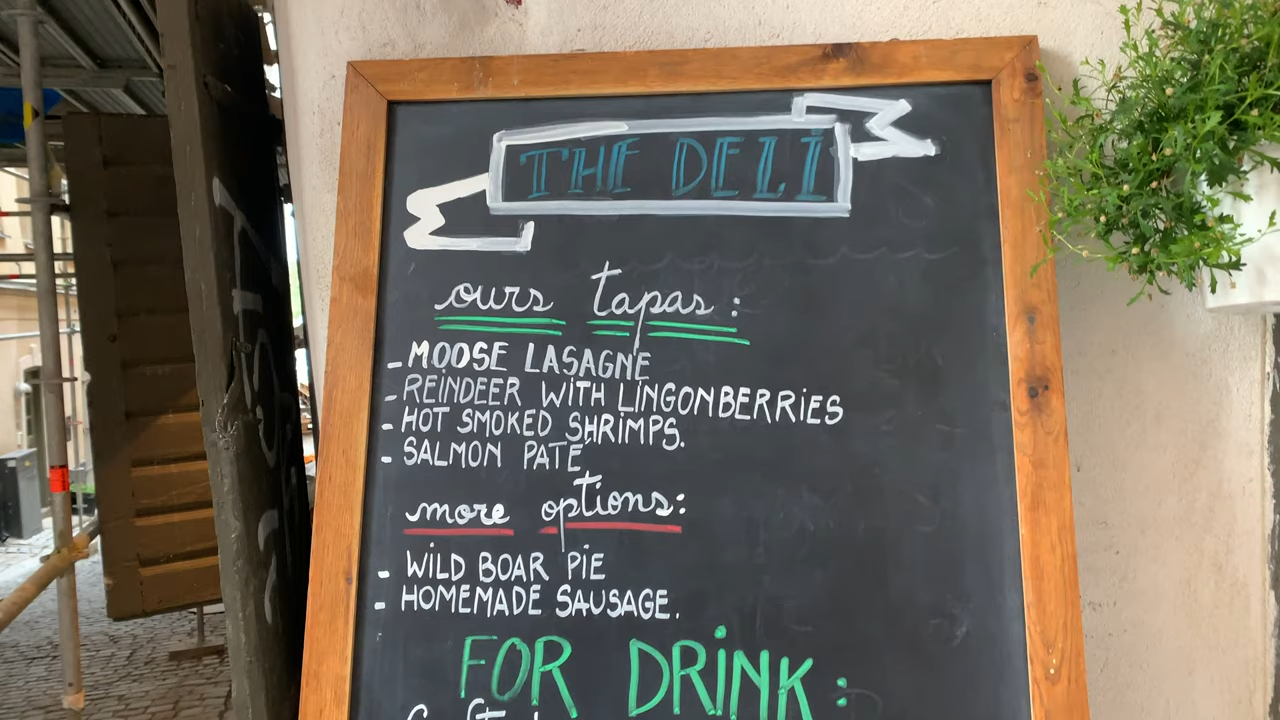 THE DELI
ours tapas:
- MOOSE LASAGNE
- REINDEER WITH LINGONBERRIES
- HOT SMOKED SHRIMPS.
- SALMON PATE
more options:
- WILD BOAR PIE
- HOMEMADE SAUSAGE.
FOR DRINK: